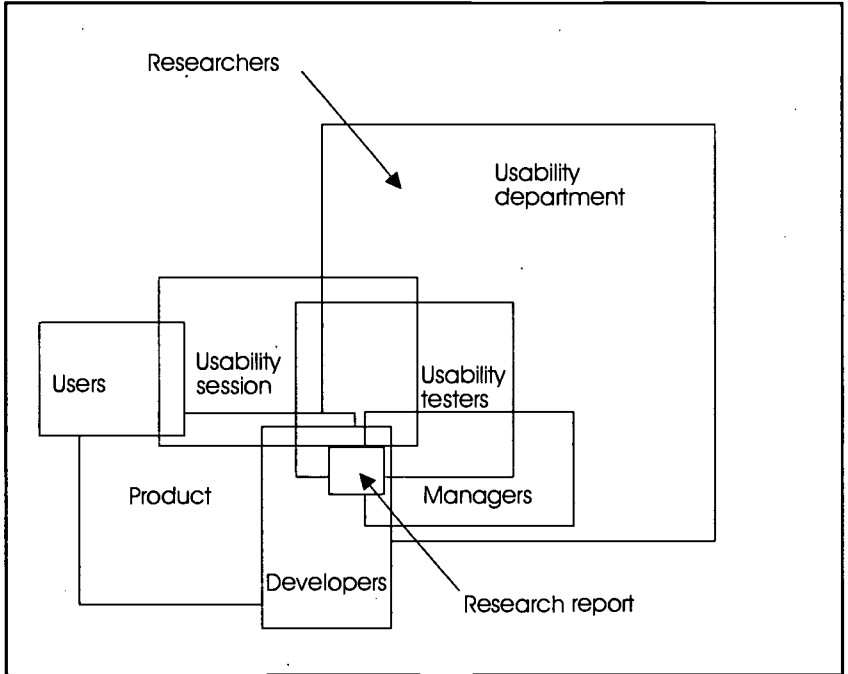 Researchers
Usability
department
Usability
session
Users
Usability
testers
Product
Managers
Developers
Research report